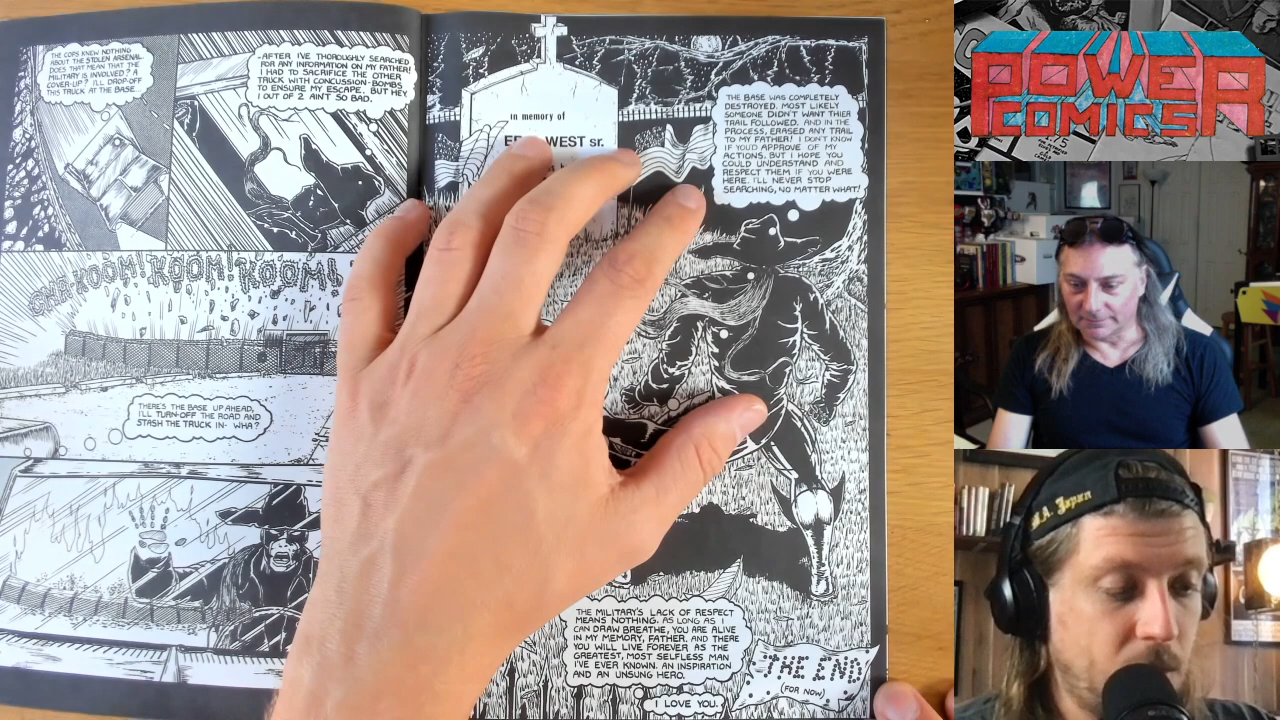 THE COPS KNEW NOTHING
ABOUT THE STOLEN ARSENAL.
DOES THAT MEAN THAT THE
MILITARY IS INVOLVED? A
COVER-UP? I'LL DROP-OFF
THIS TRUCK AT THE BASE...
-AFTER I'VE THOROUGHLY SEARCHED
FOR ANY INFORMATION ON MY FATHER!
I HAD TO SACRIFICE THE OTHER
TRUCK WITH CONCUSSION-BOMBS
TO ENSURE MY ESCAPE. BUT HEY,
1 OUT OF 2 AIN'T SO BAD.
KOOM! KOOM!
THERE'S THE BASE UP AHEAD,
I'LL TURN-OFF THE ROAD AND
STASH THE TRUCK IN- WHA?
in memory of
WEST sr.
THE BASE WAS COMPLETELY
DESTROYED. MOST LIKELY
SOMEONE DIDN'T WANT THIER
TRAIL FOLLOWED. AND IN THE
PROCESS, ERASED ANY TRAIL
TO MY FATHER! I DON'T KNOW
IF YOU'D APPROVE OF MY
ACTIONS, BUT I HOPE YOU
COULD UNDERSTAND AND
RESPECT THEM IF YOU WERE
HERE. I'LL NEVER STOP
SEARCHING, NO MATTER WHAT!
THE MILITARY'S LACK OF RESPECT
MEANS NOTHING. AS LONG AS I
CAN DRAW BREATHE, YOU ARE ALIVE
IN MY MEMORY, FATHER. AND THERE
YOU WILL LIVE FOREVER AS THE
GREATEST, MOST SELFLESS MAN
I'VE EVER KNOWN. AN INSPIRATION
AND AN UNSUNG HERO.
I LOVE YOU.
THE END
(FOR NOW)
POWER
COMICS
L.A. Japan